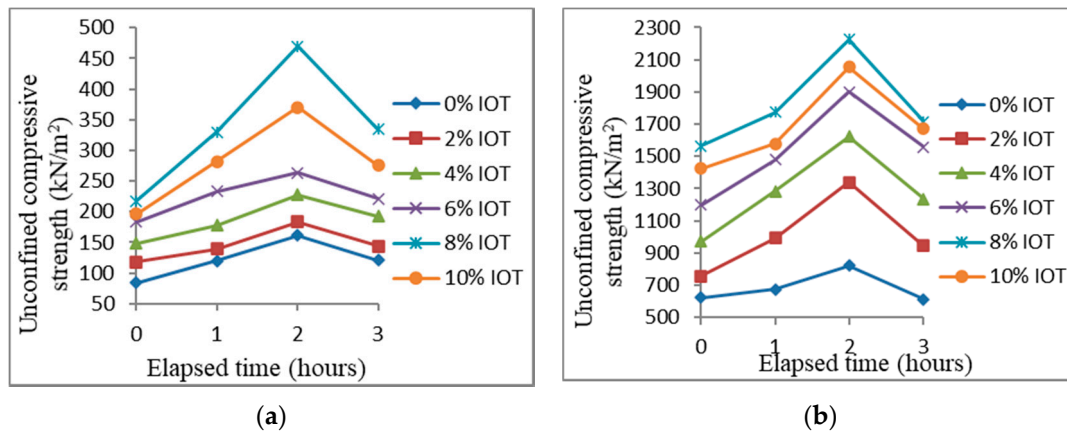 Unconfined compressive
strength (kN/m²)
500
450
400
350
300
250
200
150
100
50
0 1 2 3
Elapsed time (hours)
0% IOT
2% IOT
4% IOT
6% IOT
8% IOT
10% IOT
(a)
Unconfined compressive
strength (kN/m²)
2300
2100
1900
1700
1500
1300
1100
900
700
500
0 1 2 3
Elapsed time (hours)
0% IOT
2% IOT
4% IOT
6% IOT
8% IOT
10% IOT
(b)